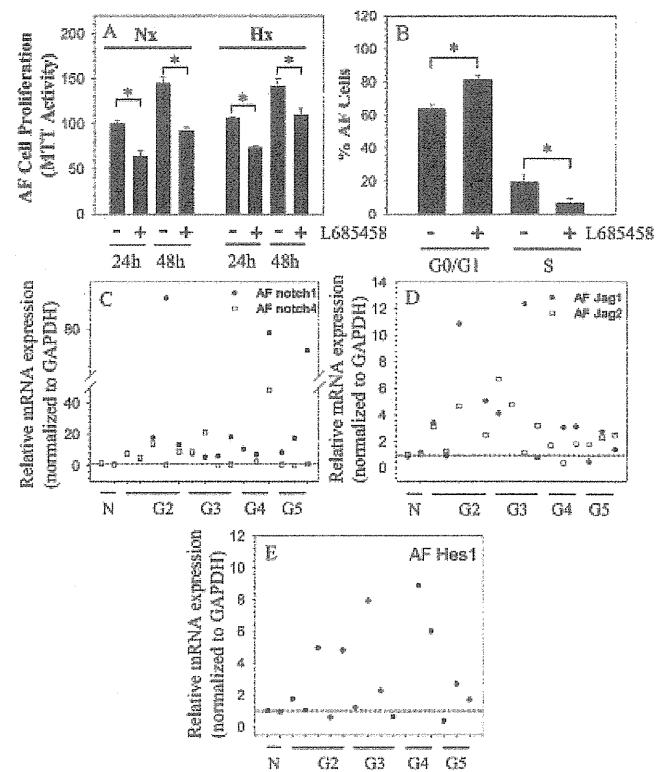 A
Nx
Hx
AF Cell Proliferation
(MTT Activity)
200
150
100
50
0
*
*
*
*
- + - + - + - + L685458
24h 48h 24h 48h
B
% AF Cells
100
80
60
40
20
0
*
*
- + - + L685458
G0/G1 S
C
AF notch1
AF notch4
Relative mRNA expression
(normalized to GAPDH)
80
40
20
0
N G2 G3 G4 G5
D
AF Jag1
AF Jag2
Relative mRNA expression
(normalized to GAPDH)
14
12
10
8
6
4
2
0
N G2 G3 G4 G5
E
AF Hes1
Relative mRNA expression
(normalized to GAPDH)
12
10
8
6
4
2
0
N G2 G3 G4 G5